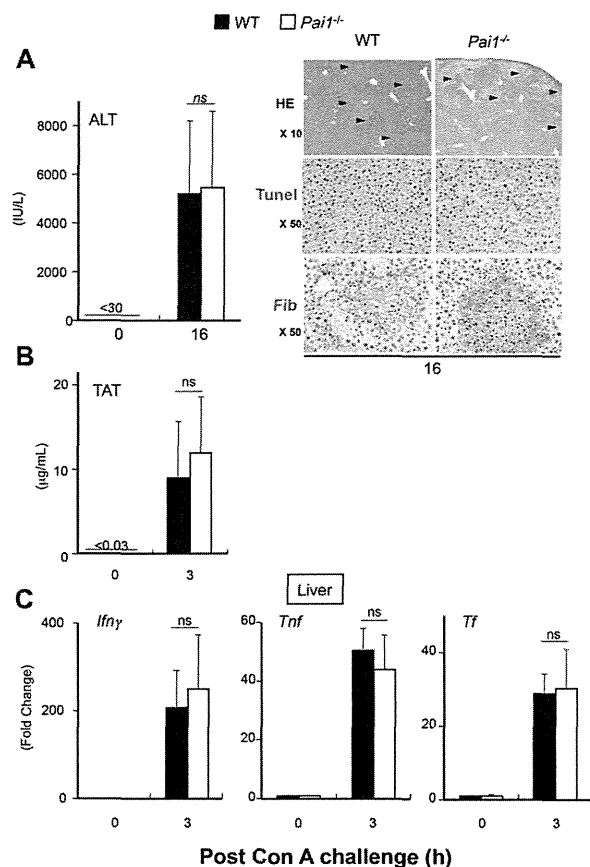 WT Pai1-/-
A
ALT
ns
(IU/L)
8000
6000
4000
2000
0
<30
0 16
WT Pai1-/-
HE
X 10
Tunel
X 50
Fib
X 50
16
B
TAT
ns
(μg/mL)
20
10
0
<0.03
0 3
C
Liver
Ifnγ
ns
(Fold Change)
400
200
0
0 3
Tnf
ns
60
40
20
0
0 3
Tf
ns
40
20
0
0 3
Post Con A challenge (h)